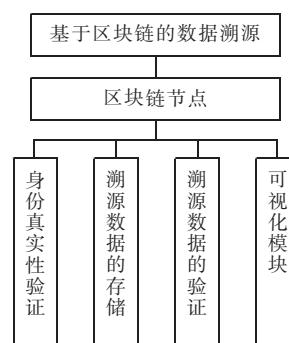 基于区块链的数据溯源
区块链节点
身份真实性验证
溯源数据的存储
溯源数据的验证
可视化模块